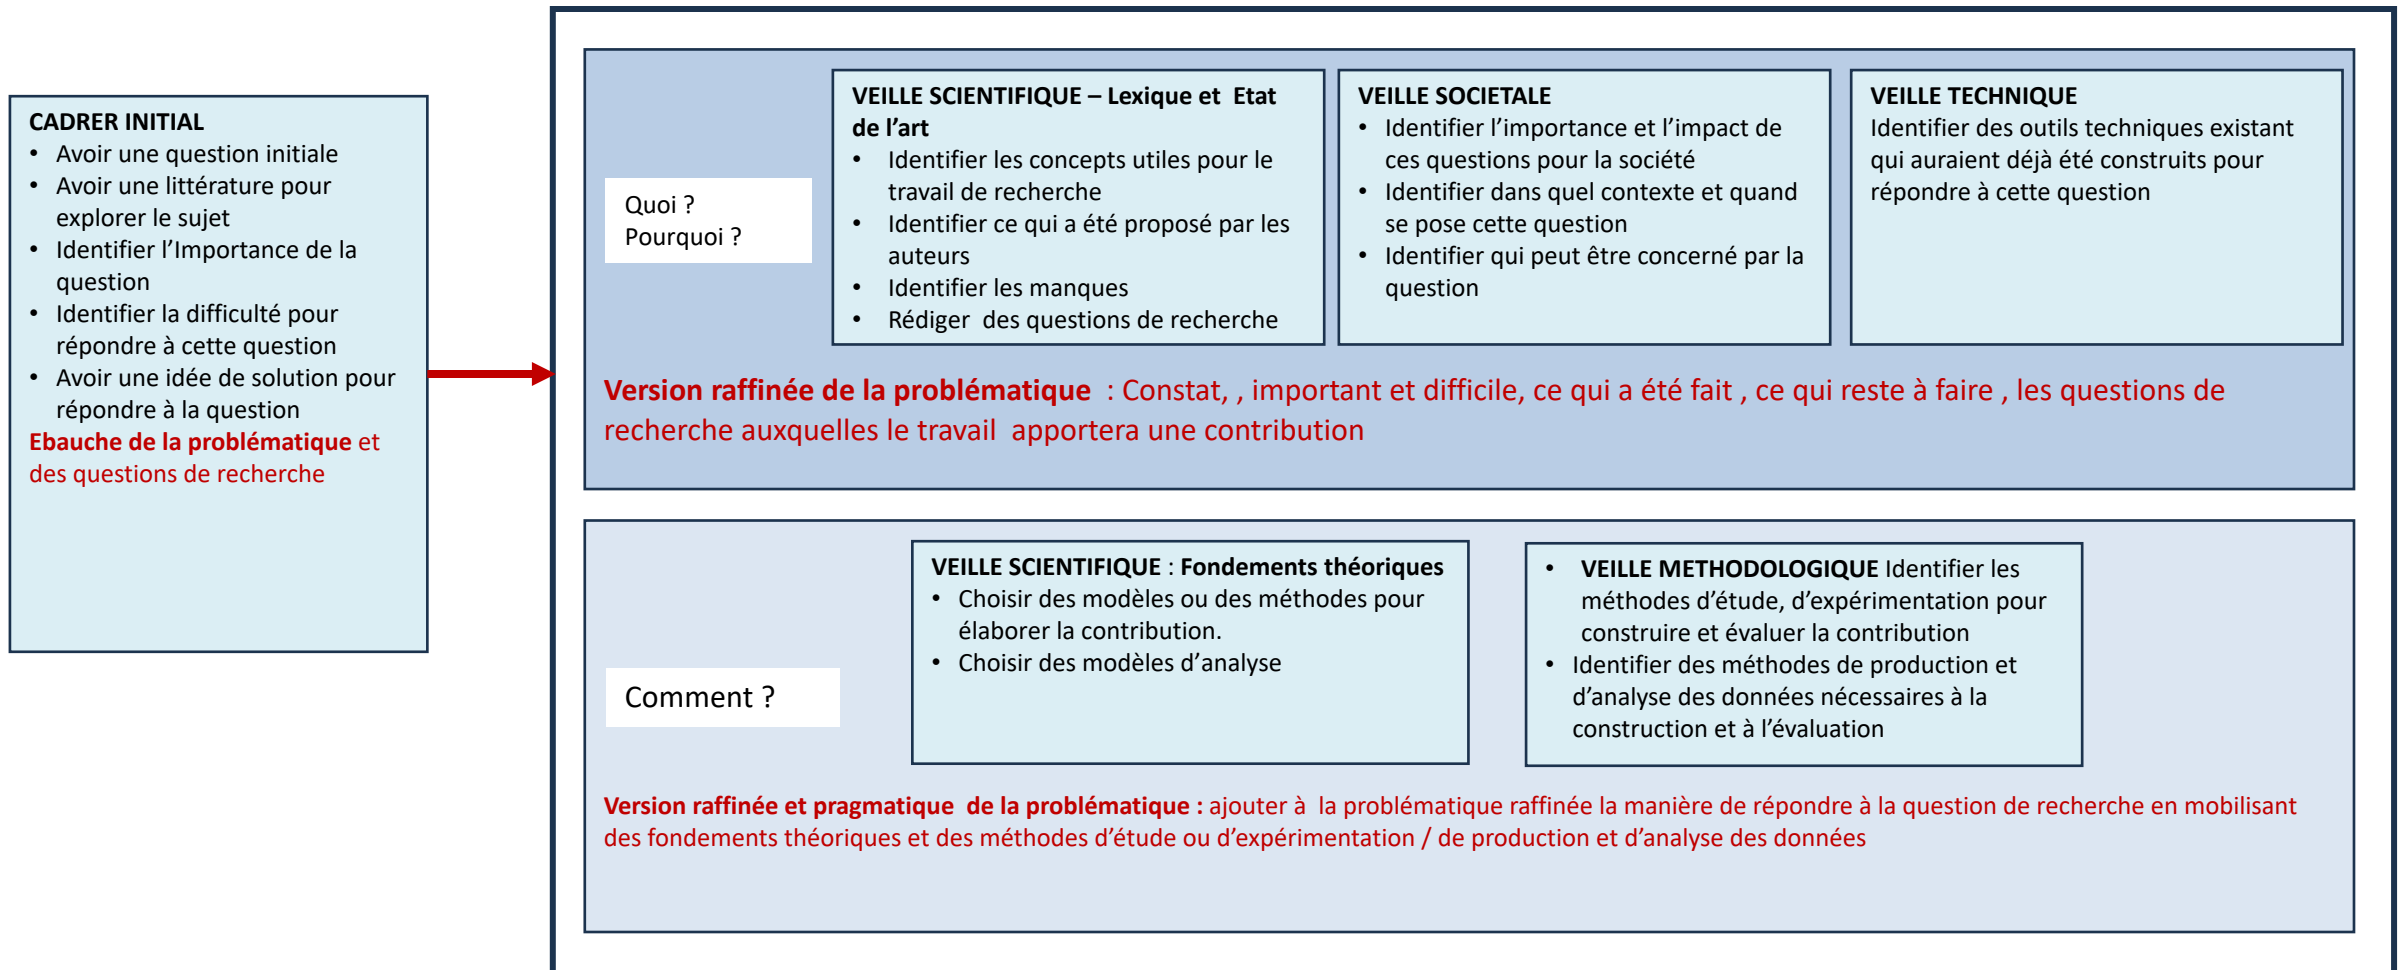 CADRER INITIAL
• Avoir une question initiale
• Avoir une littérature pour
explorer le sujet
• Identifier l’Importance de la
question
• Identifier la difficulté pour
répondre à cette question
• Avoir une idée de solution pour
répondre à la question
Ebauche de la problématique et
des questions de recherche
Quoi ?
Pourquoi ?
VEILLE SCIENTIFIQUE – Lexique et Etat
de l’art
• Identifier les concepts utiles pour le
travail de recherche
• Identifier ce qui a été proposé par les
auteurs
• Identifier les manques
• Rédiger des questions de recherche
VEILLE SOCIETALE
• Identifier l’importance et l’impact de
ces questions pour la société
• Identifier dans quel contexte et quand
se pose cette question
• Identifier qui peut être concerné par la
question
VEILLE TECHNIQUE
Identifier des outils techniques existant
qui auraient déjà été construits pour
répondre à cette question
Version raffinée de la problématique : Constat, , important et difficile, ce qui a été fait , ce qui reste à faire , les questions de
recherche auxquelles le travail apportera une contribution
Comment ?
VEILLE SCIENTIFIQUE : Fondements théoriques
• Choisir des modèles ou des méthodes pour
élaborer la contribution.
• Choisir des modèles d’analyse
• VEILLE METHODOLOGIQUE Identifier les
méthodes d’étude, d’expérimentation pour
construire et évaluer la contribution
• Identifier des méthodes de production et
d’analyse des données nécessaires à la
construction et à l’évaluation
Version raffinée et pragmatique de la problématique : ajouter à la problématique raffinée la manière de répondre à la question de recherche en mobilisant
des fondements théoriques et des méthodes d’étude ou d’expérimentation / de production et d’analyse des données